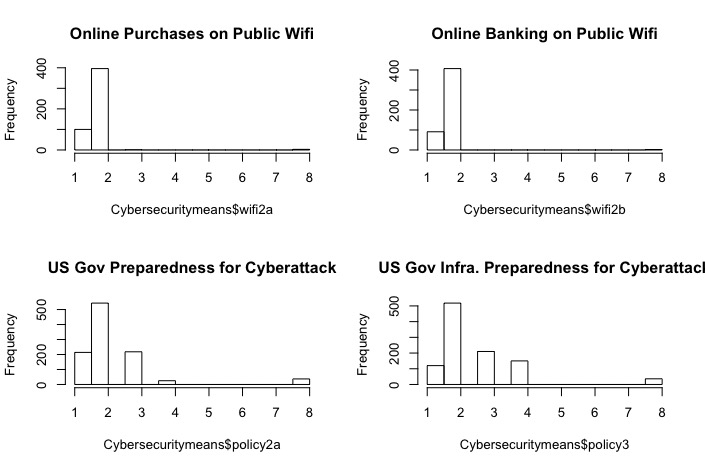 Online Purchases on Public Wifi
Frequency
0 200 400
1 2 3 4 5 6 7 8
Cybersecuritymeans$wifi2a
Online Banking on Public Wifi
Frequency
0 200 400
1 2 3 4 5 6 7 8
Cybersecuritymeans$wifi2b
US Gov Preparedness for Cyberattack
Frequency
0 200 500
1 2 3 4 5 6 7 8
Cybersecuritymeans$policy2a
US Gov Infra. Preparedness for Cyberattacl
Frequency
0 200 500
1 2 3 4 5 6 7 8
Cybersecuritymeans$policy3